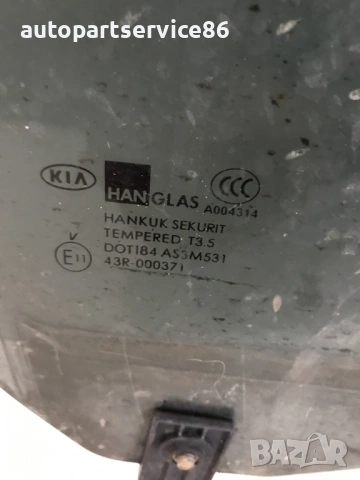 autopartservice86
KIA HANGLAS CCC
A004314
HANKUK SEKURIT
TEMPERED T3.5
V DOT184 AS3M531
E11 43R-000371
BAZAR